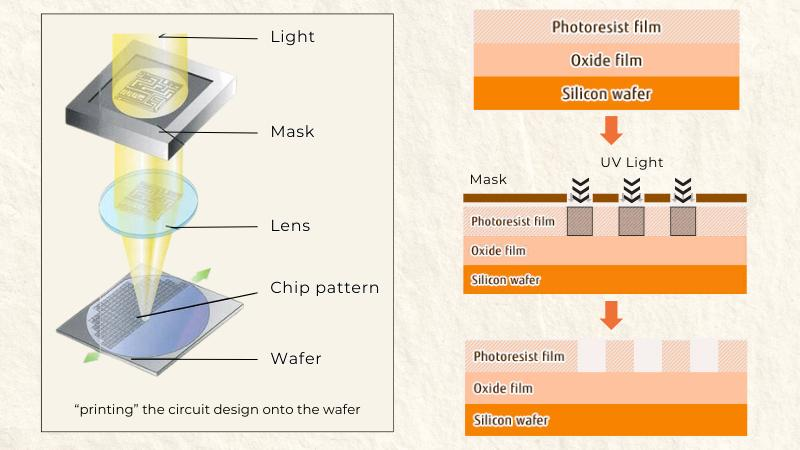 Light
Mask
Lens
Chip pattern
Wafer
“printing” the circuit design onto the wafer
Photoresist film
Oxide film
Silicon wafer
UV Light
Mask
Photoresist film
Oxide film
Silicon wafer
Photoresist film
Oxide film
Silicon wafer